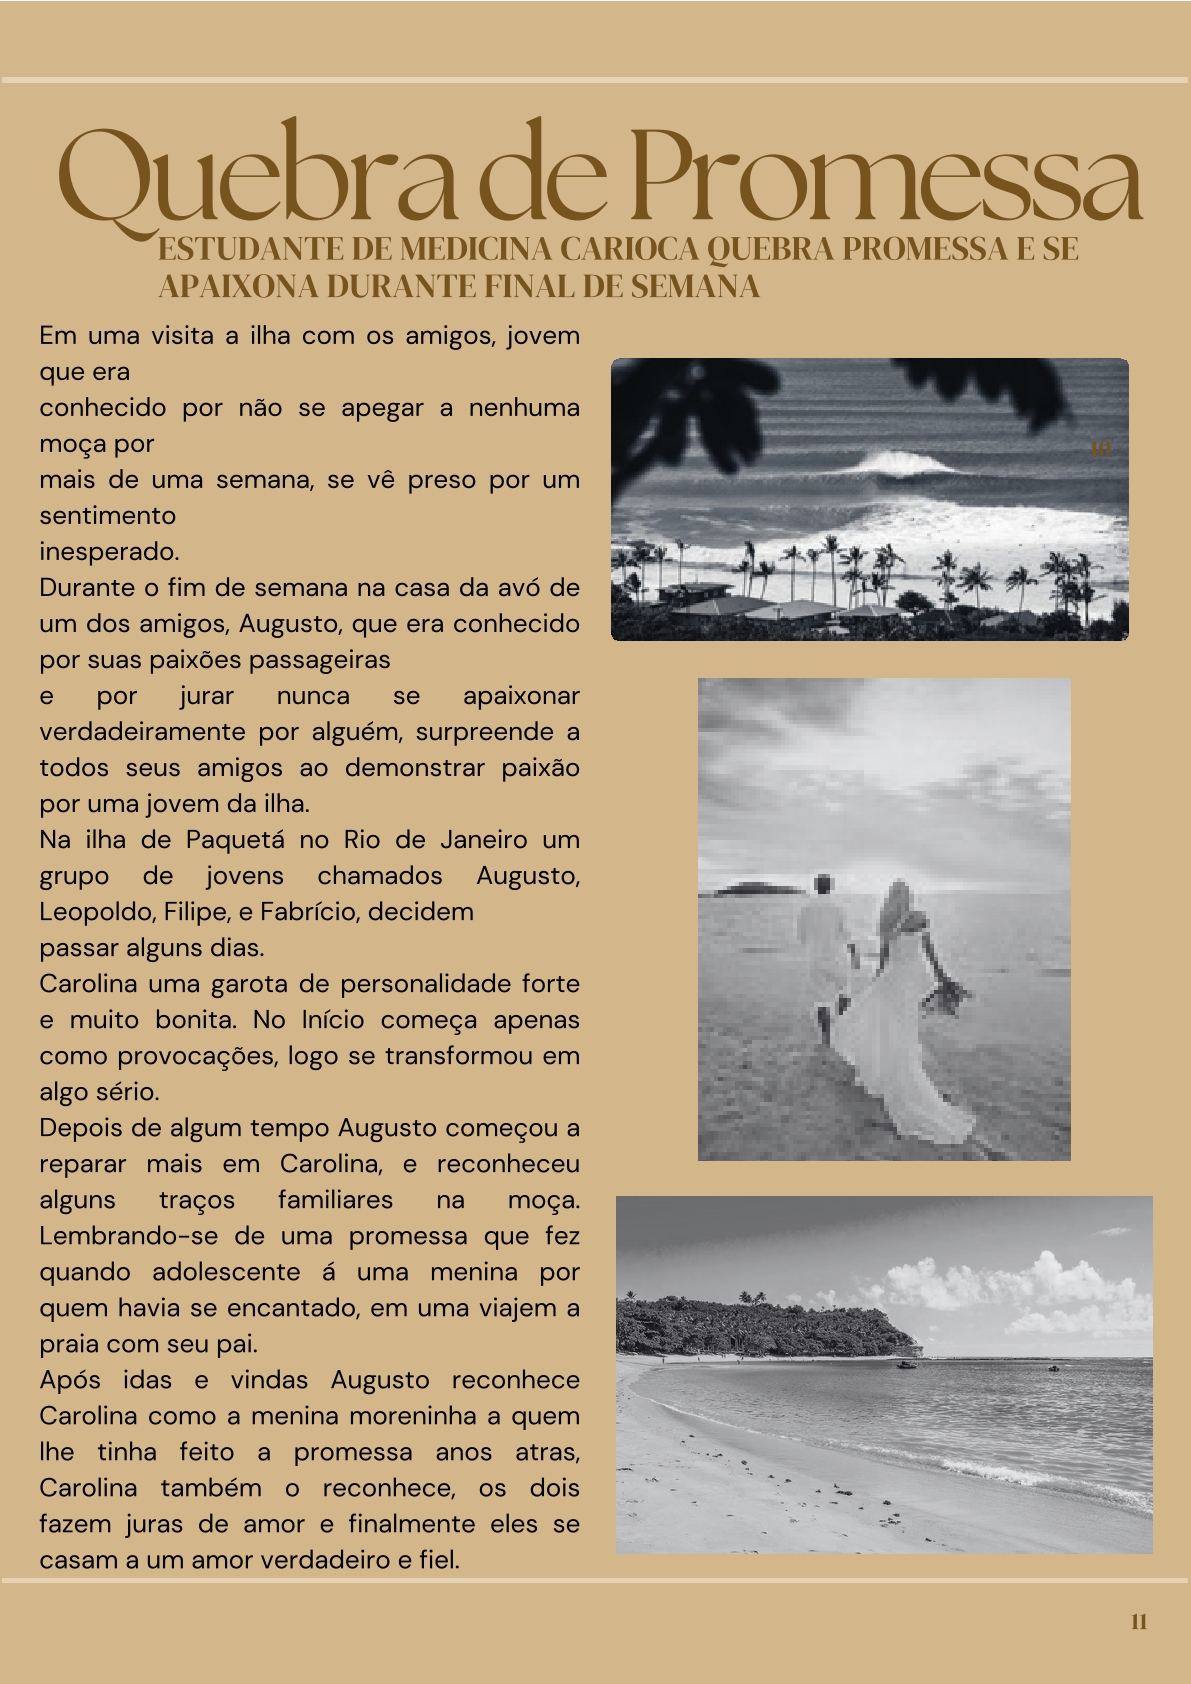 Quebra de Promessa
ESTUDANTE DE MEDICINA CARIOCA QUEBRA PROMESSA E SE
APAIXONA DURANTE FINAL DE SEMANA
Em uma visita a ilha com os amigos, jovem
que era
conhecido por não se apegar a nenhuma
moça por
mais de uma semana, se vê preso por um
sentimento
inesperado.
Durante o fim de semana na casa da avó de
um dos amigos, Augusto, que era conhecido
por suas paixões passageiras
e por jurar nunca se apaixonar
verdadeiramente por alguém, surpreende a
todos seus amigos ao demonstrar paixão
por uma jovem da ilha.
Na ilha de Paquetá no Rio de Janeiro um
grupo de jovens chamados Augusto,
Leopoldo, Filipe, e Fabrício, decidem
passar alguns dias.
Carolina uma garota de personalidade forte
e muito bonita. No Início começa apenas
como provocações, logo se transformou em
algo sério.
Depois de algum tempo Augusto começou a
reparar mais em Carolina, e reconheceu
alguns traços familiares na moça.
Lembrando-se de uma promessa que fez
quando adolescente á uma menina por
quem havia se encantado, em uma viajem a
praia com seu pai.
Após idas e vindas Augusto reconhece
Carolina como a menina moreninha a quem
lhe tinha feito a promessa anos atras,
Carolina também o reconhece, os dois
fazem juras de amor e finalmente eles se
casam a um amor verdadeiro e fiel.
11